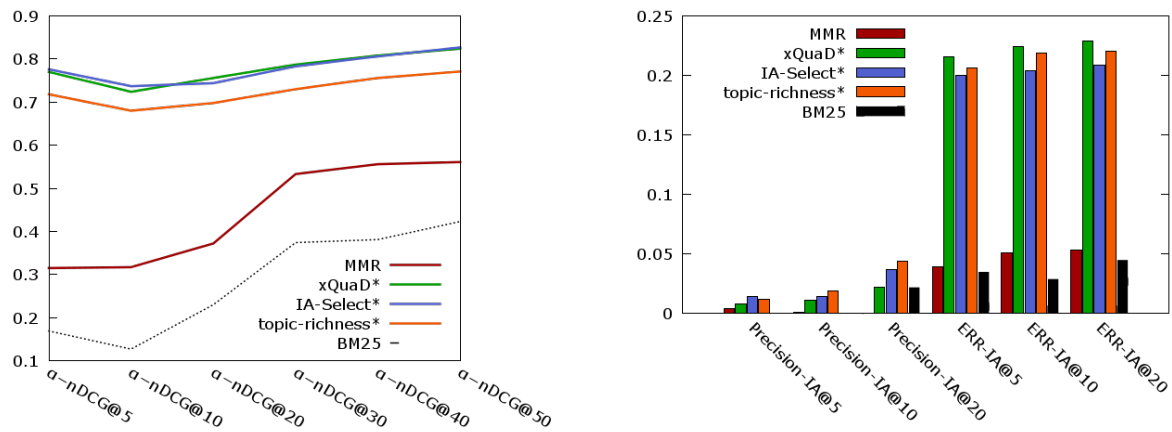 0.9
0.8
0.7
0.6
0.5
0.4
0.3
0.2
0.1
MMR
xQuaD*
IA-Select*
topic-richness*
BM25
α-nDCG@5
α-nDCG@10
α-nDCG@20
α-nDCG@30
α-nDCG@40
α-nDCG@50
0.25
0.2
0.15
0.1
0.05
0
MMR
xQuaD*
IA-Select*
topic-richness*
BM25
Precision-IA@5
Precision-IA@10
Precision-IA@20
ERR-IA@5
ERR-IA@10
ERR-IA@20